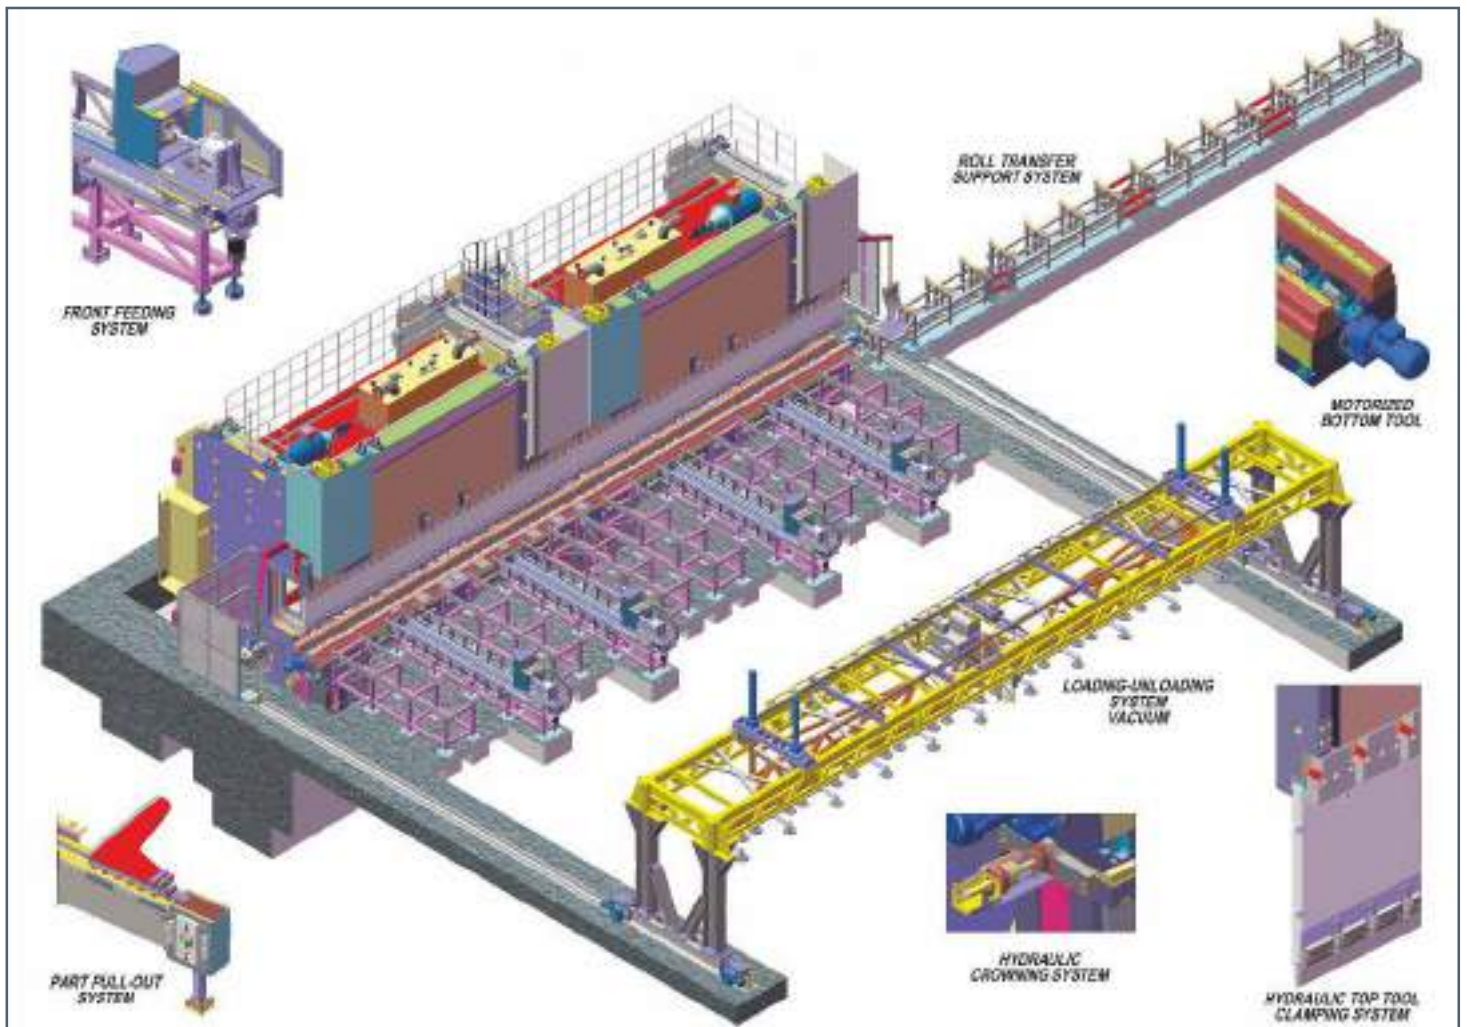 ROLL TRANSFER
SUPPORT SYSTEM
FRONT FEEDING
SYSTEM
MOTORIZED
BOTTOM TOOL
LOADING-UNLOADING
SYSTEM
VACUUM
PART PULL-OUT
SYSTEM
HYDRAULIC
CROWNING SYSTEM
HYDRAULIC TOP TOOL
CLAMPING SYSTEM